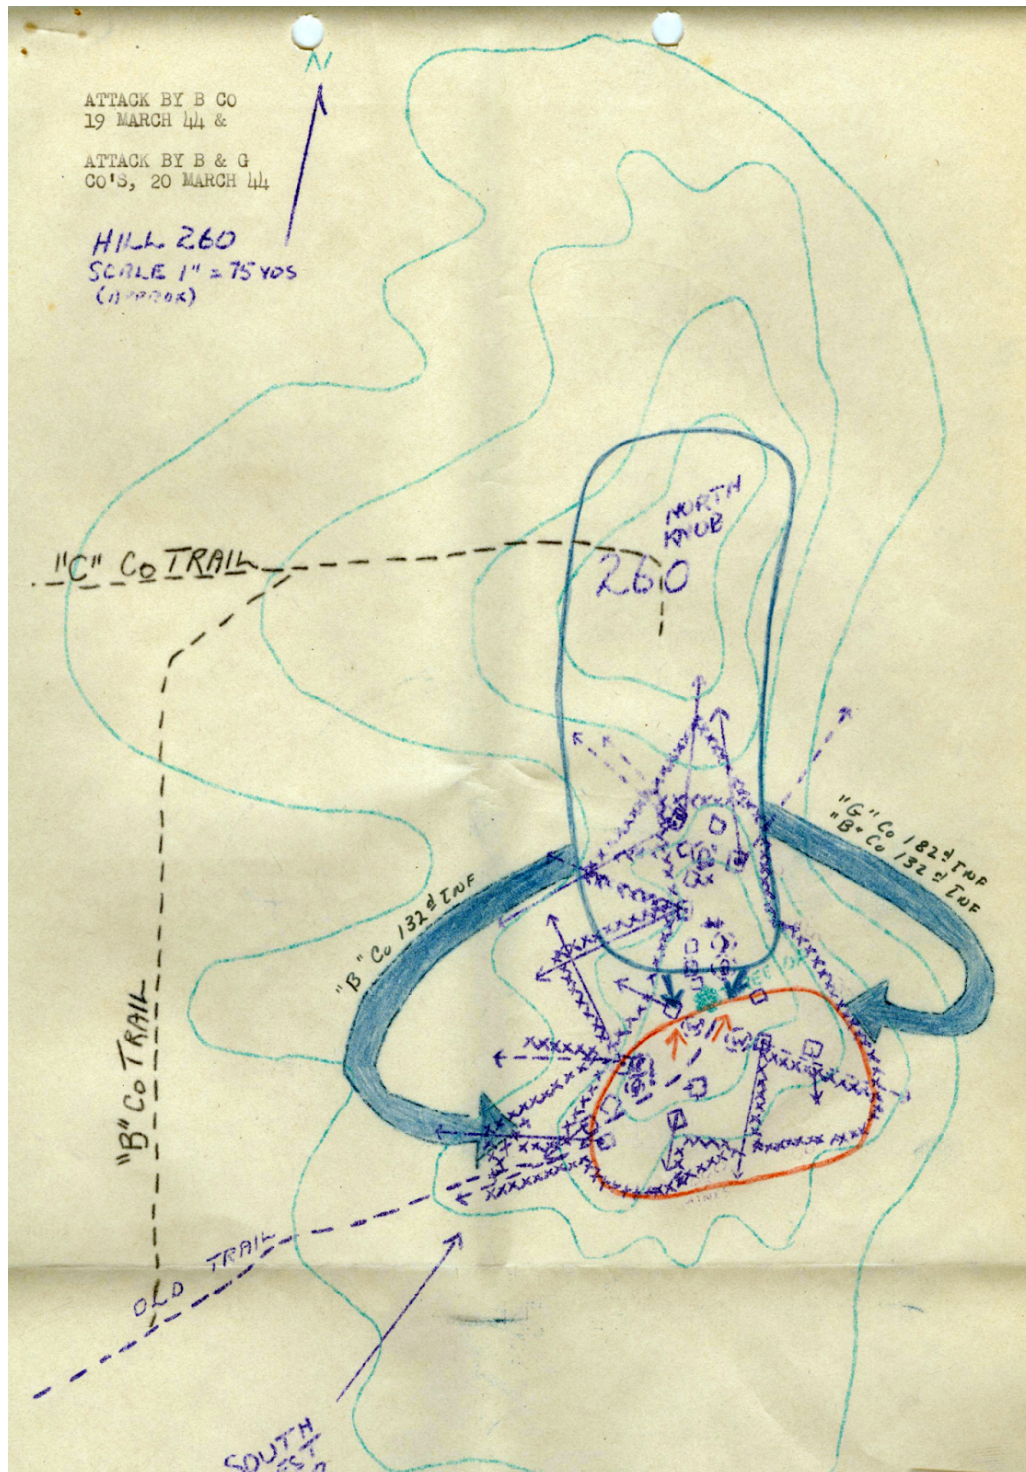 ATTACK BY B CO
19 MARCH 44 &
ATTACK BY B & G
CO'S, 20 MARCH 44
N
HILL 260
SCALE 1" = 75 YDS
(APPROX)
NORTH
KNOB
260
"C" Co TRAIL
"G" Co 182d INF
"B" Co 132d INF
"B" Co 132d INF
"B" Co TRAIL
OLD TRAIL
SOUTH